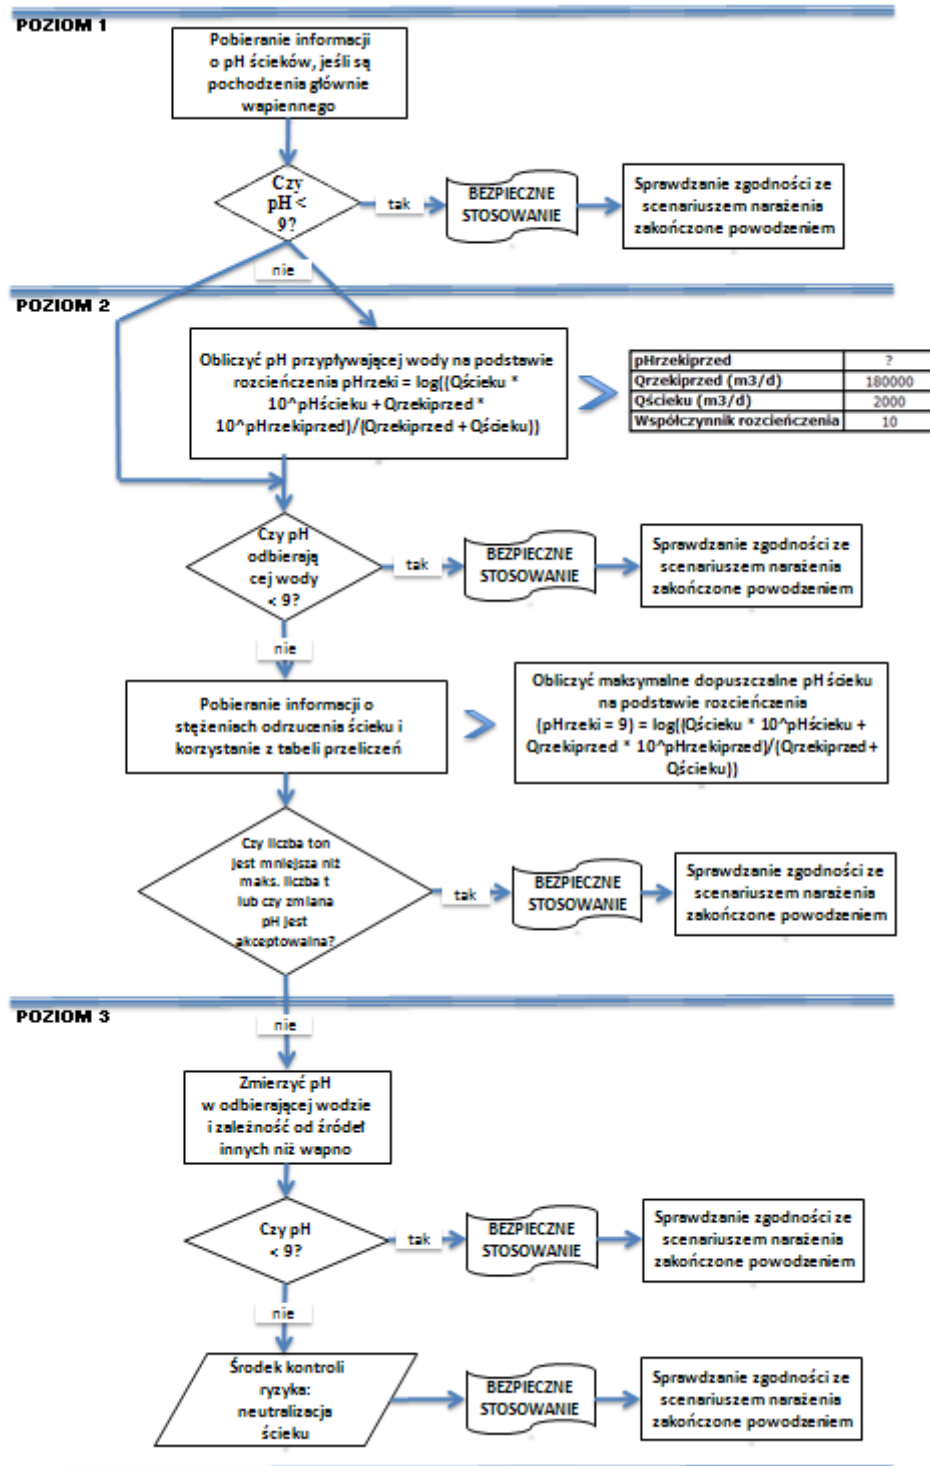 POZIOM 1
Pobieranie informacji
o pH ścieków, jeśli są
pochodzenia głównie
wapiennego
Czy
pH <
9?
tak
BEZPIECZNE
STOSOWANIE
Sprawdzanie zgodności ze
scenariuszem narażenia
zakończone powodzeniem
nie
POZIOM 2
Obliczyć pH przypływającej wody na podstawie
rozcieńczenia pHrzeki = log((Qścieku *
10^pHścieku + Qrzekiprzed *
10^pHrzekiprzed)/(Qrzekiprzed + Qścieku))
pHrzekiprzed ?
Qrzekiprzed (m3/d) 180000
Qścieku (m3/d) 2000
Współczynnik rozcieńczenia 10
Czy pH
odbierają
cej wody
< 9?
tak
BEZPIECZNE
STOSOWANIE
Sprawdzanie zgodności ze
scenariuszem narażenia
zakończone powodzeniem
nie
Pobieranie informacji o
stężeniach odrzucenia ścieku i
korzystanie z tabeli przeliczeń
Obliczyć maksymalne dopuszczalne pH ścieku
na podstawie rozcieńczenia
(pHrzeki = 9) = log((Qścieku * 10^pHścieku +
Qrzekiprzed * 10^pHrzekiprzed)/(Qrzekiprzed +
Qścieku))
Czy liczba ton
jest mniejsza niż
maks. liczba t
lub czy zmiana
pH jest
akceptowalna?
tak
BEZPIECZNE
STOSOWANIE
Sprawdzanie zgodności ze
scenariuszem narażenia
zakończone powodzeniem
POZIOM 3
nie
Zmierzyć pH
w odbierającej wodzie
i zależność od źródeł
innych niż wapno
Czy pH
< 9?
tak
BEZPIECZNE
STOSOWANIE
Sprawdzanie zgodności ze
scenariuszem narażenia
zakończone powodzeniem
nie
Środek kontroli
ryzyka:
neutralizacja
ścieku
BEZPIECZNE
STOSOWANIE
Sprawdzanie zgodności ze
scenariuszem narażenia
zakończone powodzeniem